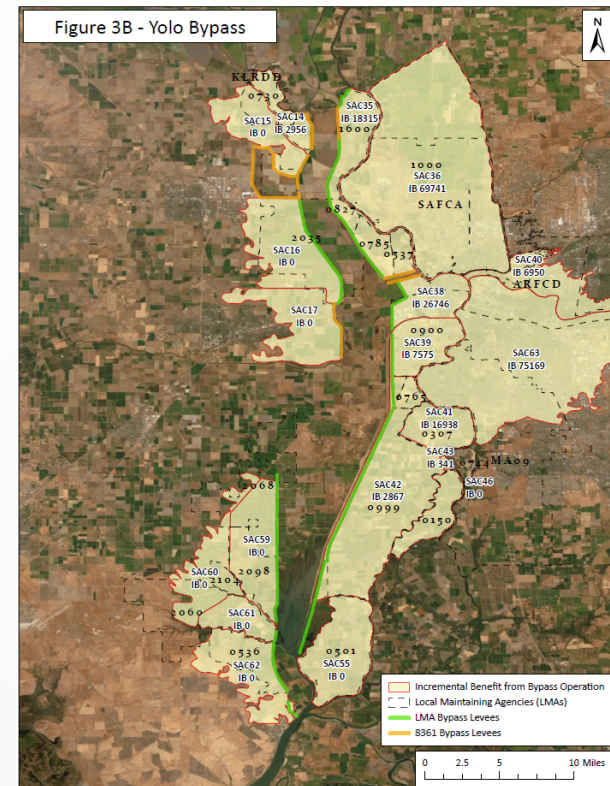 Figure 3B - Yolo Bypass
N
KLRDD
0730
SAC14
IB 2956
SAC15
IB 0
SAC35
IB 18315
1600
1000
SAC36
IB 69741
SAFCA
0827
0785
0537
2035
SAC16
IB 0
SAC40
IB 6950
ARFCD
SAC38
IB 26746
SAC17
IB 0
0900
SAC39
IB 7575
SAC63
IB 75169
0765
SAC41
IB 16938
0307
SAC43
IB 341
0744
MA09
SAC46
IB 0
SAC42
IB 2867
0999
0150
2068
SAC59
IB 0
2098
SAC60
IB 0
2104
2060
SAC61
IB 0
0536
SAC62
IB 0
0501
SAC55
IB 0
Incremental Benefit from Bypass Operation
Local Maintaining Agencies (LMAs)
LMA Bypass Levees
8361 Bypass Levees
0 2.5 5 10 Miles